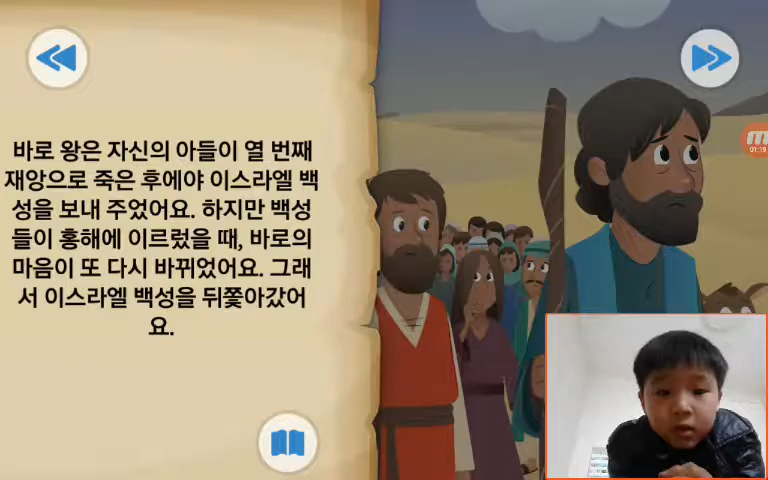 바로 왕은 자신의 아들이 열 번째
재앙으로 죽은 후에야 이스라엘 백
성을 보내 주었어요. 하지만 백성
들이 홍해에 이르렀을 때, 바로의
마음이 또 다시 바뀌었어요. 그래
서 이스라엘 백성을 뒤쫓아갔어
요.
01:19